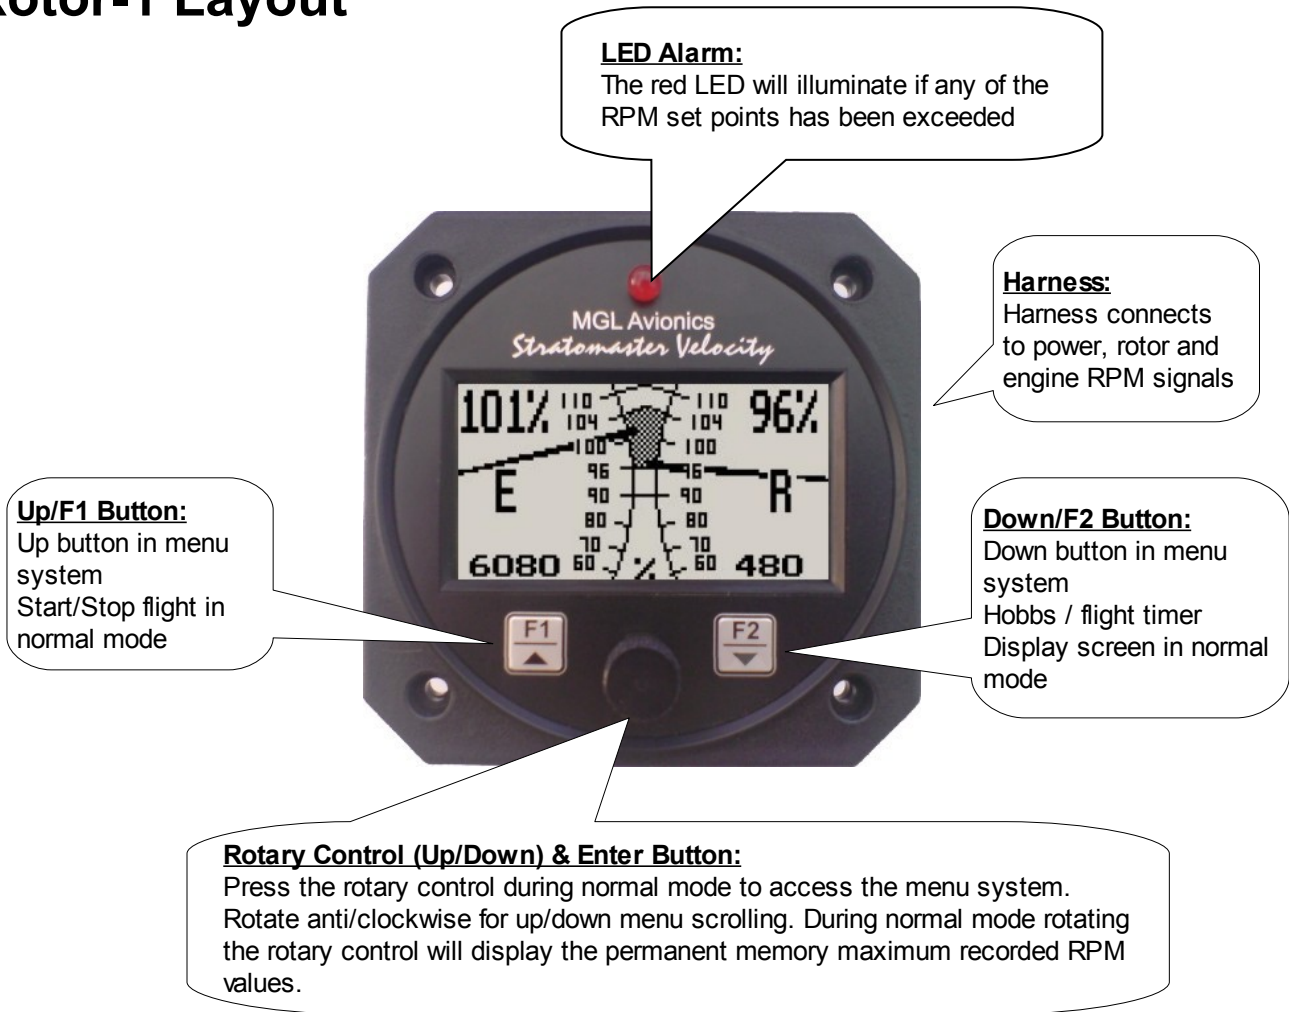 Rotor-1 Layout
LED Alarm:
The red LED will illuminate if any of the
RPM set points has been exceeded
Harness:
Harness connects
to power, rotor and
engine RPM signals
MGL Avionics
Stratomaster Velocity
101% 110 110 96%
104 104
100 100
96 96
E 90 90 R
80 80
70 70
6080 60 % 60 480
F1 F2
Up/F1 Button:
Up button in menu
system
Start/Stop flight in
normal mode
Down/F2 Button:
Down button in menu
system
Hobbs / flight timer
Display screen in normal
mode
Rotary Control (Up/Down) & Enter Button:
Press the rotary control during normal mode to access the menu system.
Rotate anti/clockwise for up/down menu scrolling. During normal mode rotating
the rotary control will display the permanent memory maximum recorded RPM
values.